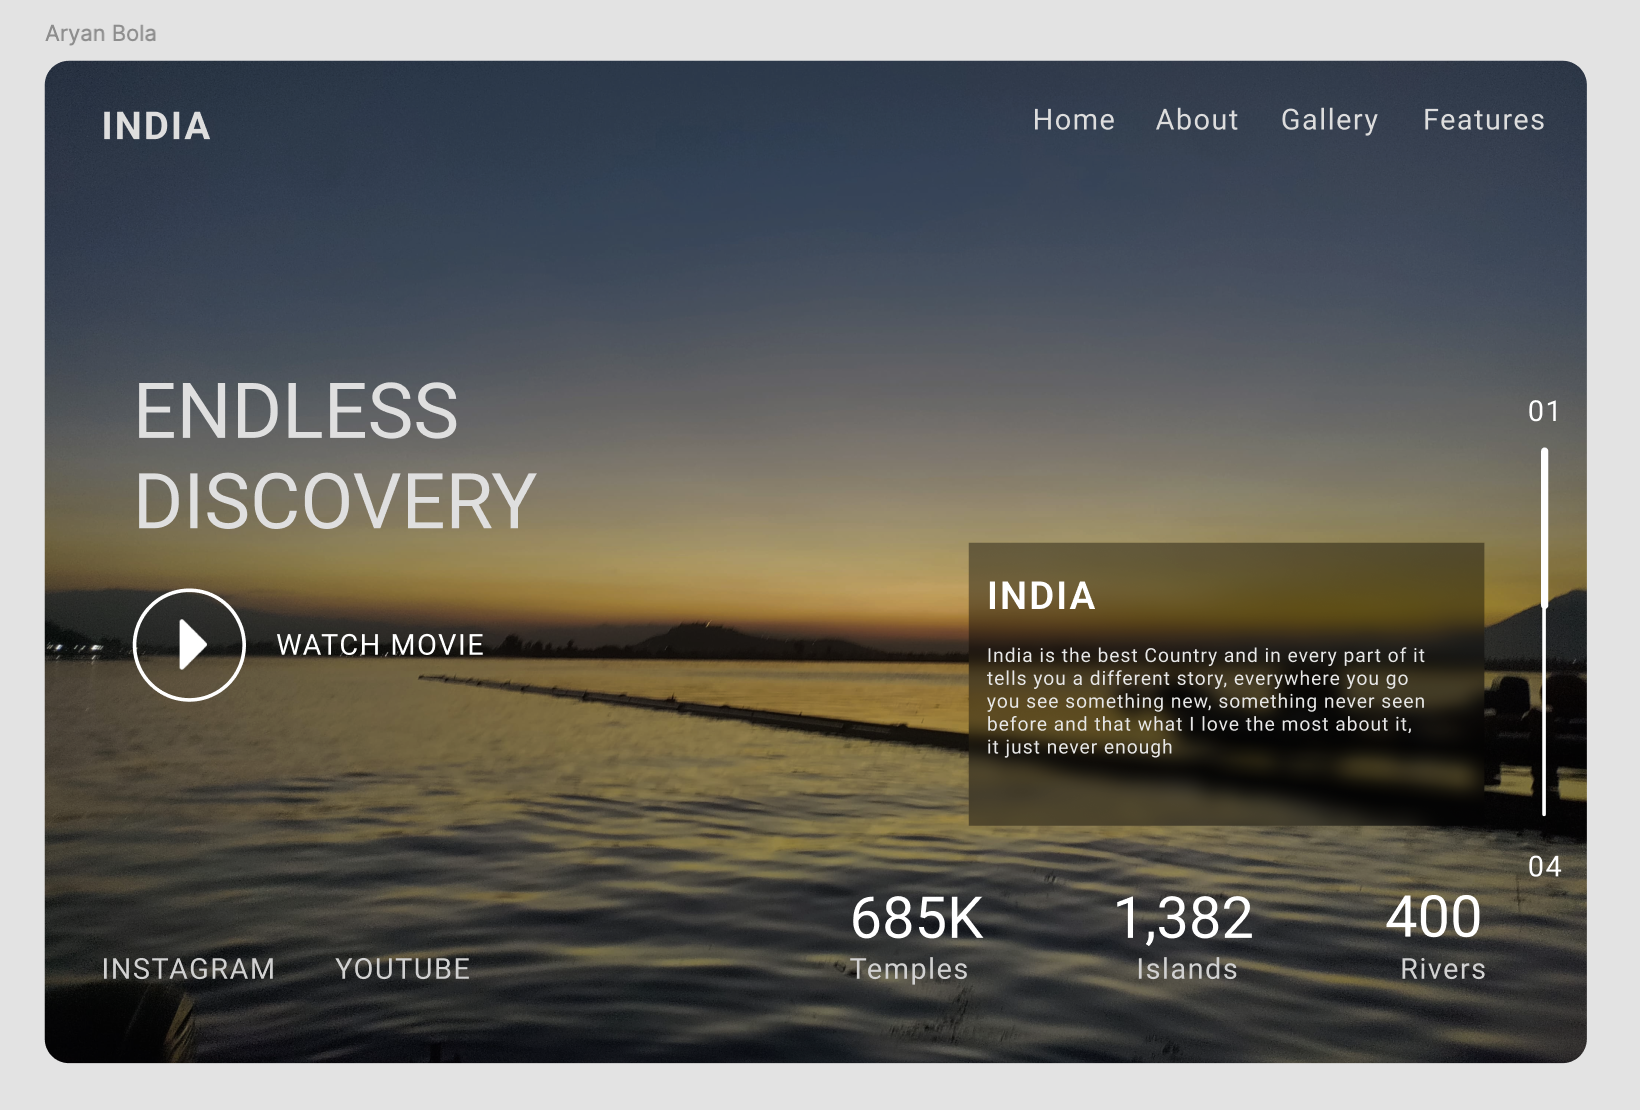 Aryan Bola
INDIA
Home About Gallery Features
ENDLESS
DISCOVERY
WATCH MOVIE
01
INDIA
India is the best Country and in every part of it
tells you a different story, everywhere you go
you see something new, something never seen
before and that what I love the most about it,
it just never enough
04
685K
Temples
1,382
Islands
400
Rivers
INSTAGRAM YOUTUBE